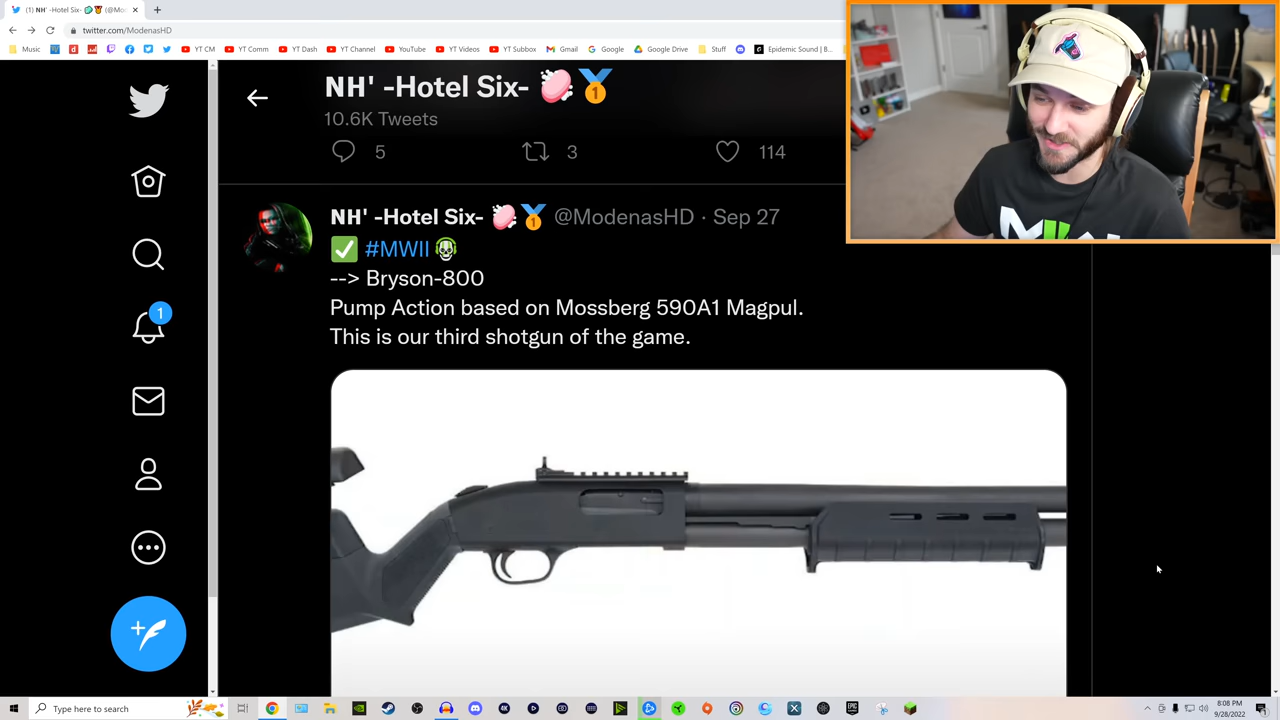 (1) NH' -Hotel Six- (@Mo
twitter.com/ModenasHD
Music
YT CM
YT Comm
YT Dash
YT Channel
YouTube
YT Videos
YT Subbox
Gmail
Google
Google Drive
Stuff
Epidemic Sound | B...
NH' -Hotel Six- 🧼🥇
10.6K Tweets
5
3
114
NH' -Hotel Six- 🧼🥇 @ModenasHD · Sep 27
✅ #MWII
--> Bryson-800
Pump Action based on Mossberg 590A1 Magpul.
This is our third shotgun of the game.
1
Type here to search
8:08 PM
9/28/2022